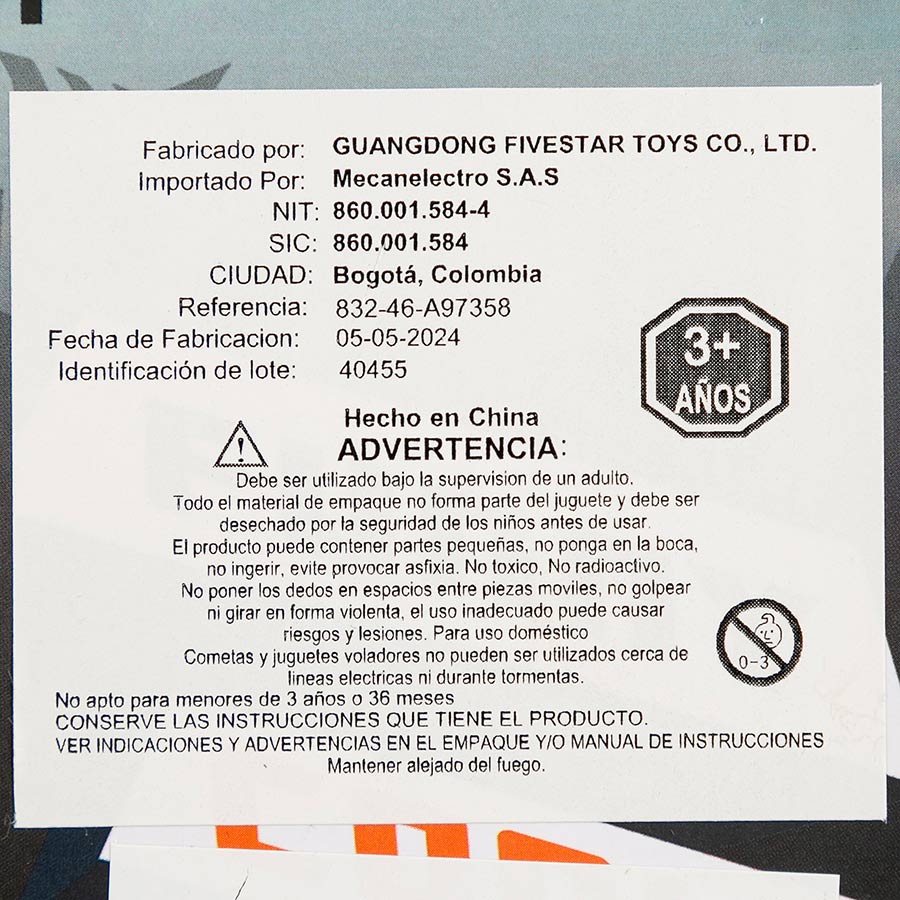 Fabricado por: GUANGDONG FIVESTAR TOYS CO., LTD.
Importado Por: Mecanelectro S.A.S
NIT: 860.001.584-4
SIC: 860.001.584
CIUDAD: Bogotá, Colombia
Referencia: 832-46-A97358
Fecha de Fabricacion: 05-05-2024
Identificación de lote: 40455
3+
AÑOS
Hecho en China
ADVERTENCIA:
Debe ser utilizado bajo la supervision de un adulto.
Todo el material de empaque no forma parte del juguete y debe ser
desechado por la seguridad de los niños antes de usar.
El producto puede contener partes pequeñas, no ponga en la boca,
no ingerir, evite provocar asfixia. No toxico, No radioactivo.
No poner los dedos en espacios entre piezas moviles, no golpear
ni girar en forma violenta, el uso inadecuado puede causar
riesgos y lesiones. Para uso doméstico
Cometas y juguetes voladores no pueden ser utilizados cerca de
lineas electricas ni durante tormentas.
0-3
No apto para menores de 3 años o 36 meses
CONSERVE LAS INSTRUCCIONES QUE TIENE EL PRODUCTO.
VER INDICACIONES Y ADVERTENCIAS EN EL EMPAQUE Y/O MANUAL DE INSTRUCCIONES
Mantener alejado del fuego.